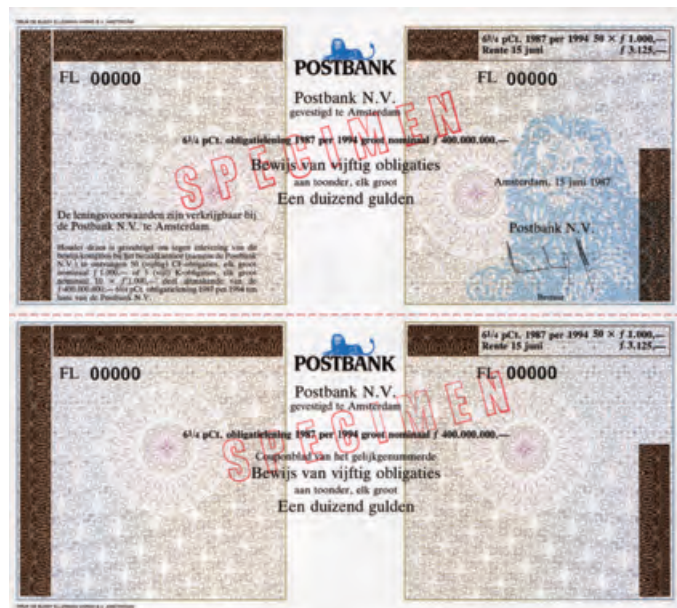 FL 00000
POSTBANK
Postbank N.V.
gevestigd te Amsterdam
6¼ pCt. obligatielening 1987 per 1994 groot nominaal ƒ 400.000.000,—
Bewijs van vijftig obligaties
aan toonder, elk groot
Een duizend gulden
SPECIMEN
6¼ pCt. 1987 per 1994 50 × ƒ 1.000,—
Rente 15 juni ƒ 3.125,—
FL 00000
Amsterdam, 15 juni 1987
Postbank N.V.
De leningsvoorwaarden zijn verkrijgbaar bij
de Postbank N.V. te Amsterdam
FL 00000
POSTBANK
Postbank N.V.
gevestigd te Amsterdam
6¼ pCt. obligatielening 1987 per 1994 groot nominaal ƒ 400.000.000,—
Couponblad van het gelijkgenummerde
Bewijs van vijftig obligaties
aan toonder, elk groot
Een duizend gulden
SPECIMEN
6¼ pCt. 1987 per 1994 50 × ƒ 1.000,—
Rente 15 juni ƒ 3.125,—
FL 00000